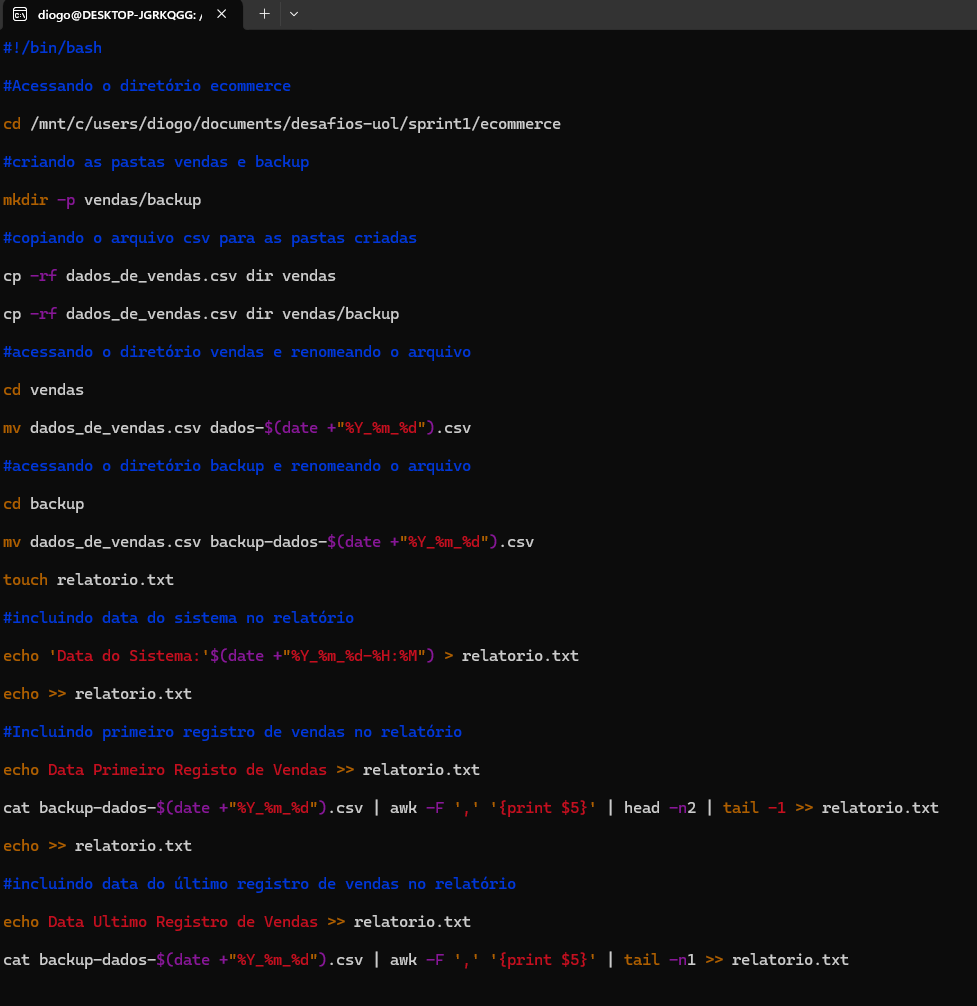 diogo@DESKTOP-JGRKQGG: /
#!/bin/bash
#Acessando o diretório ecommerce
cd /mnt/c/users/diogo/documents/desafios-uol/sprint1/ecommerce
#criando as pastas vendas e backup
mkdir -p vendas/backup
#copiando o arquivo csv para as pastas criadas
cp -rf dados_de_vendas.csv dir vendas
cp -rf dados_de_vendas.csv dir vendas/backup
#acessando o diretório vendas e renomeando o arquivo
cd vendas
mv dados_de_vendas.csv dados-$(date +"%Y_%m_%d").csv
#acessando o diretório backup e renomeando o arquivo
cd backup
mv dados_de_vendas.csv backup-dados-$(date +"%Y_%m_%d").csv
touch relatorio.txt
#incluindo data do sistema no relatório
echo 'Data do Sistema:'$(date +"%Y_%m_%d-%H:%M") > relatorio.txt
echo >> relatorio.txt
#Incluindo primeiro registro de vendas no relatório
echo Data Primeiro Registo de Vendas >> relatorio.txt
cat backup-dados-$(date +"%Y_%m_%d").csv | awk -F ',' '{print $5}' | head -n2 | tail -1 >> relatorio.txt
echo >> relatorio.txt
#incluindo data do último registro de vendas no relatório
echo Data Ultimo Registro de Vendas >> relatorio.txt
cat backup-dados-$(date +"%Y_%m_%d").csv | awk -F ',' '{print $5}' | tail -n1 >> relatorio.txt